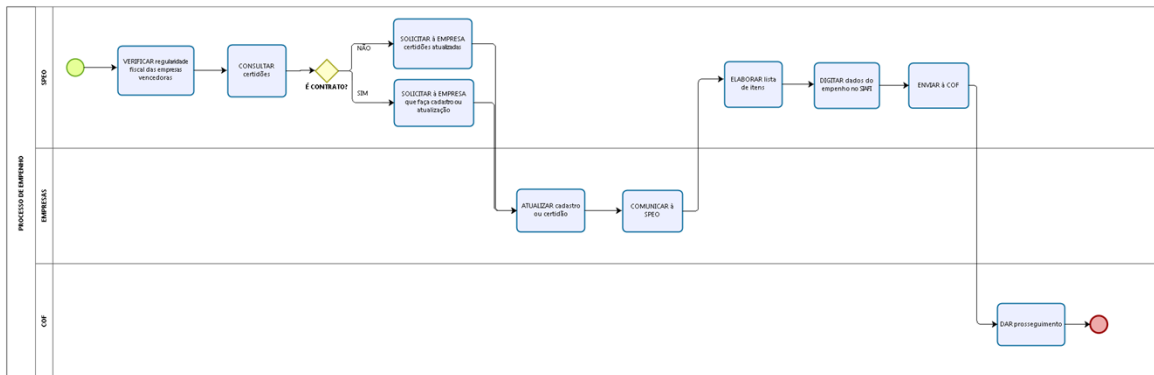 PROCESSO DE EMPENHO
SPEO
VERIFICAR regularidade
fiscal das empresas
vencedoras
CONSULTAR
certidões
É CONTRATO?
NÃO
SOLICITAR à EMPRESA
certidões atualizadas
SIM
SOLICITAR à EMPRESA
que faça cadastro ou
atualização
ELABORAR lista
de itens
DIGITAR dados do
empenho no SIAFI
ENVIAR à COF
EMPRESAS
ATUALIZAR cadastro
ou certidão
COMUNICAR à
SPEO
COF
DAR prosseguimento